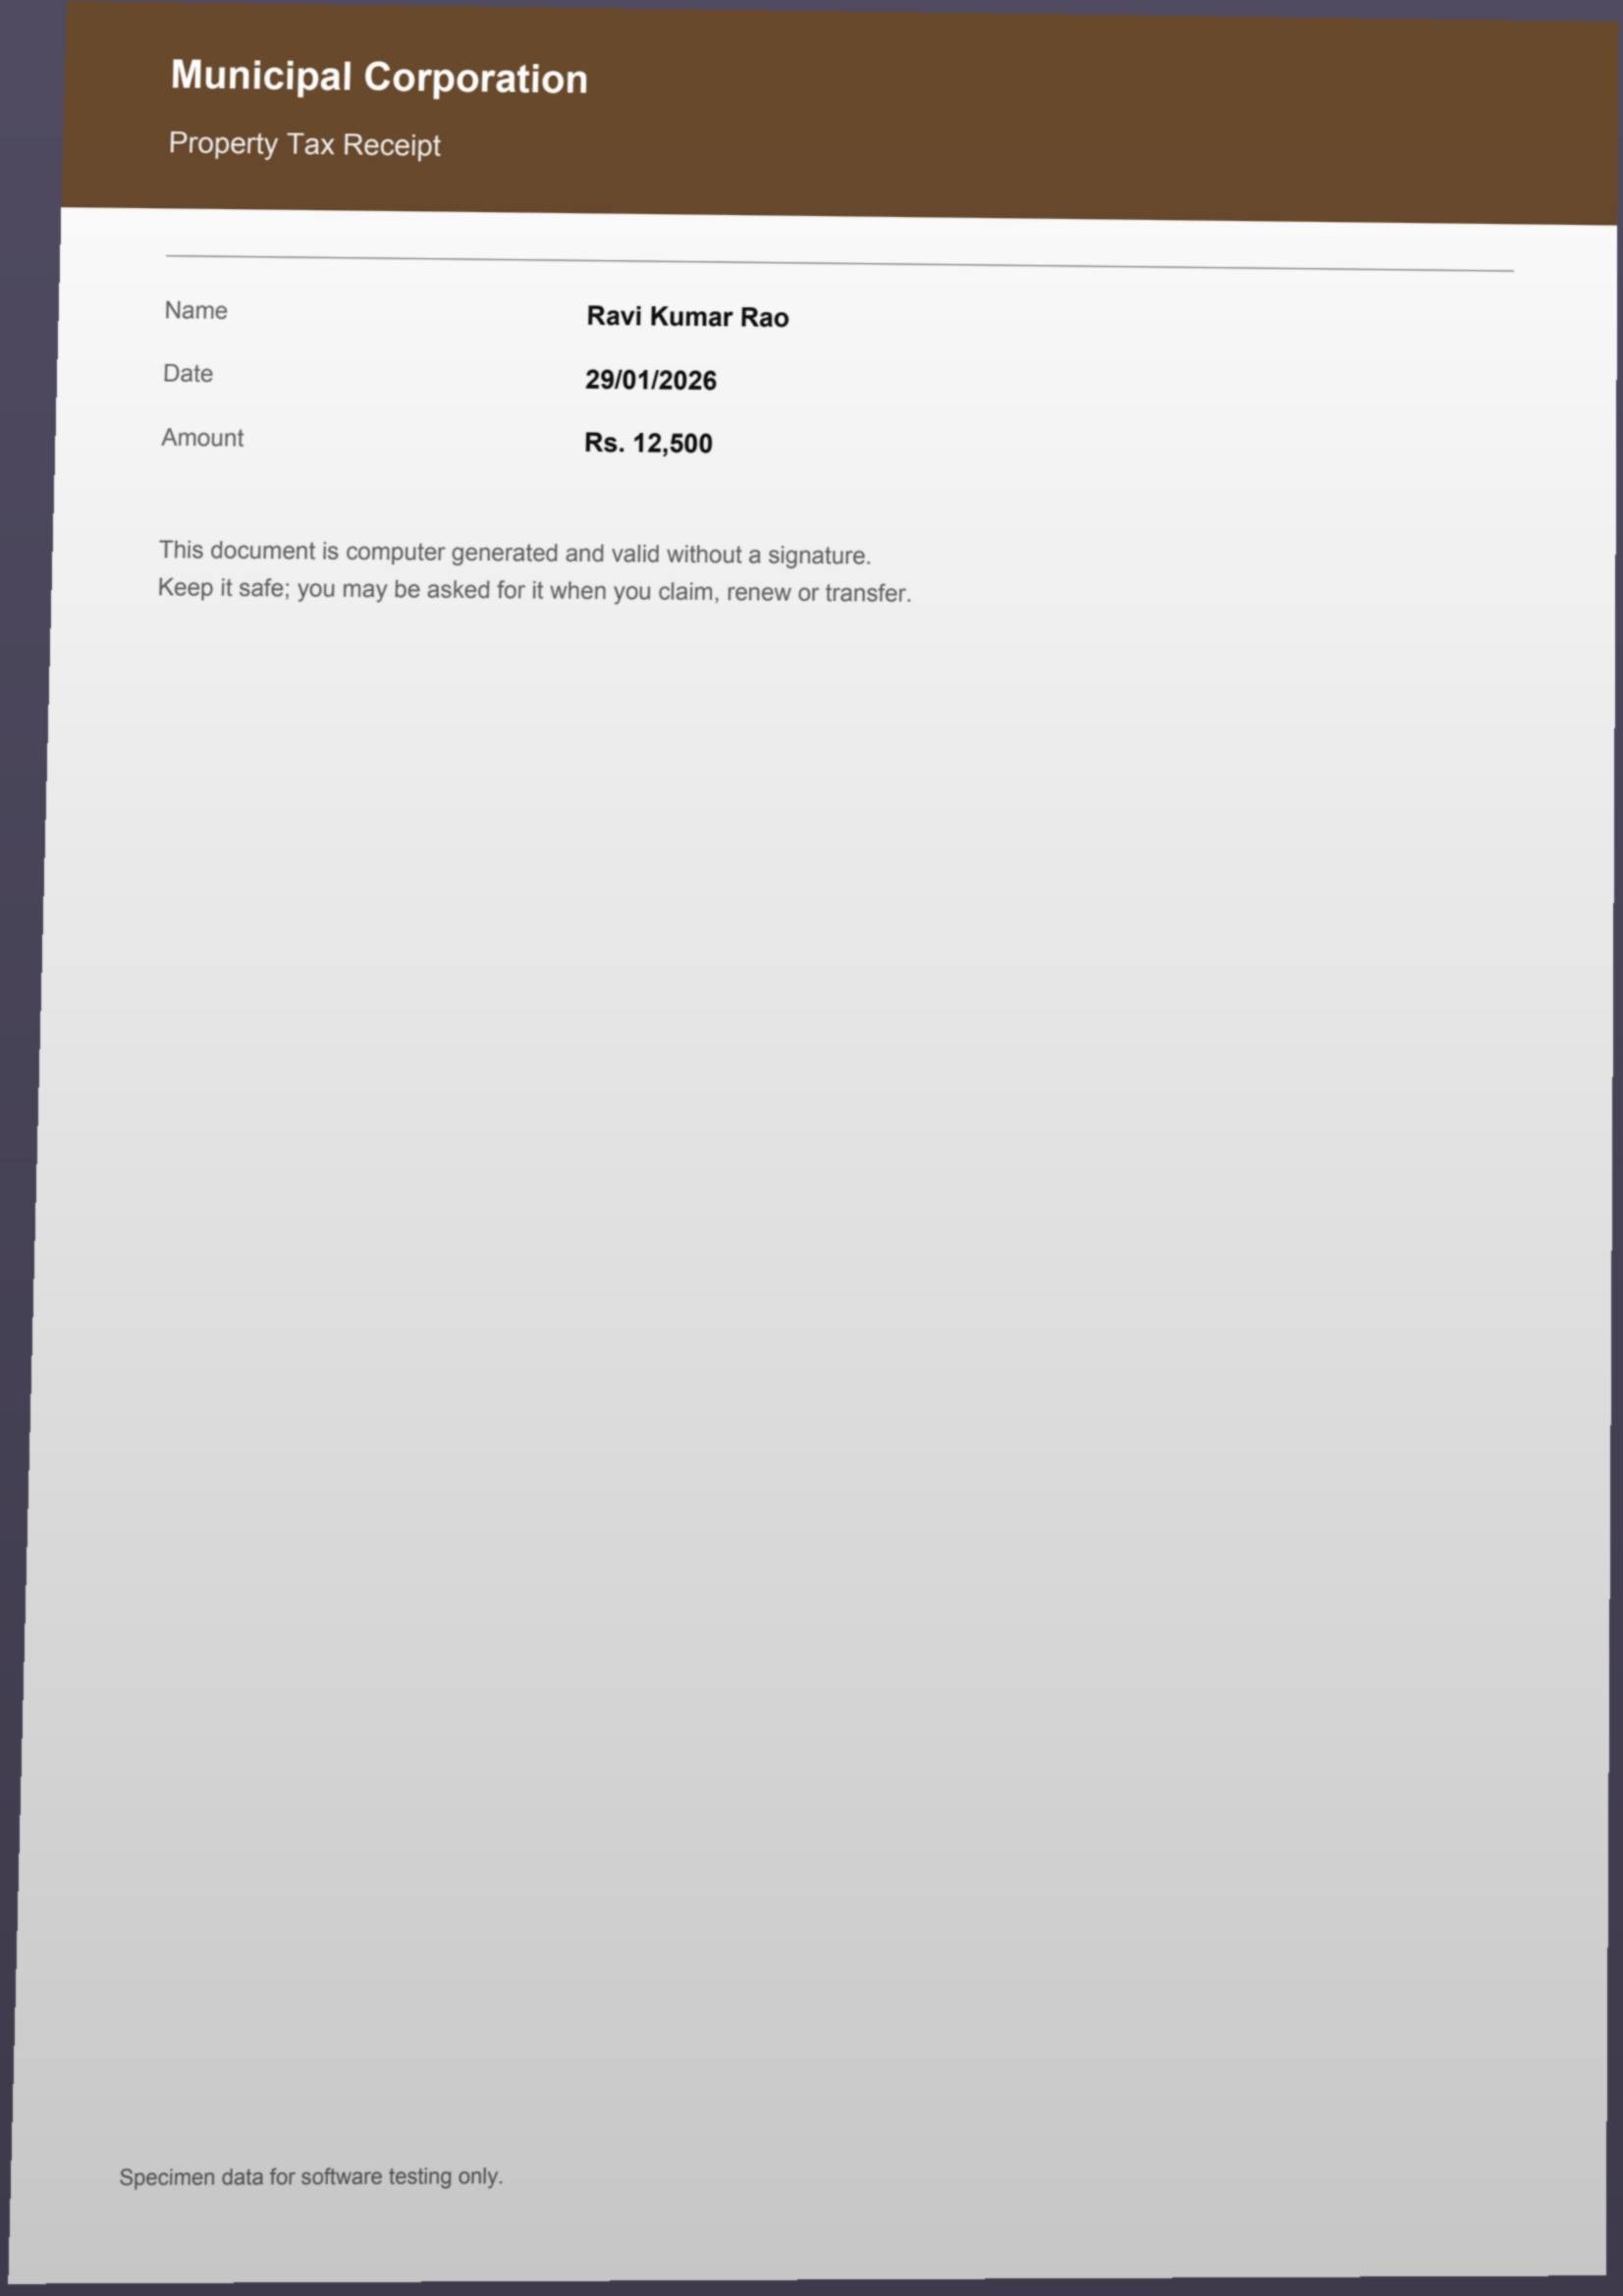 Municipal Corporation
Property Tax Receipt
Name Ravi Kumar Rao
Date 29/01/2026
Amount Rs. 12,500
This document is computer generated and valid without a signature.
Keep it safe; you may be asked for it when you claim, renew or transfer.
Specimen data for software testing only.